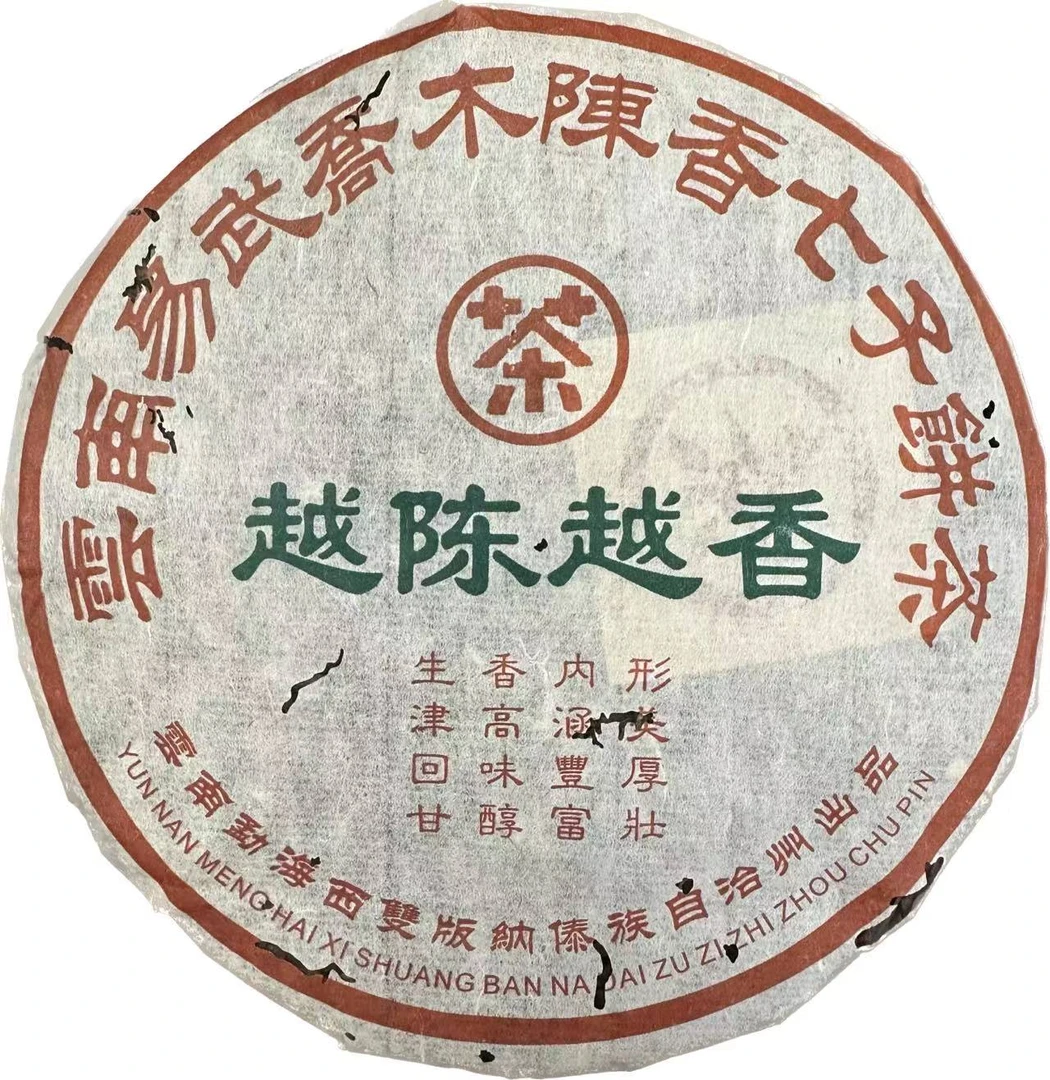 雲南易武喬木陳香七子餅茶
茶
越陈越香
形美厚壯
内涵豐富
香高味醇
生津回甘
雲南勐海西雙版納傣族自治州出品
YUN NAN MENG HAI XI SHUANG BAN NA DAI ZU ZI ZHI ZHOU CHU PIN